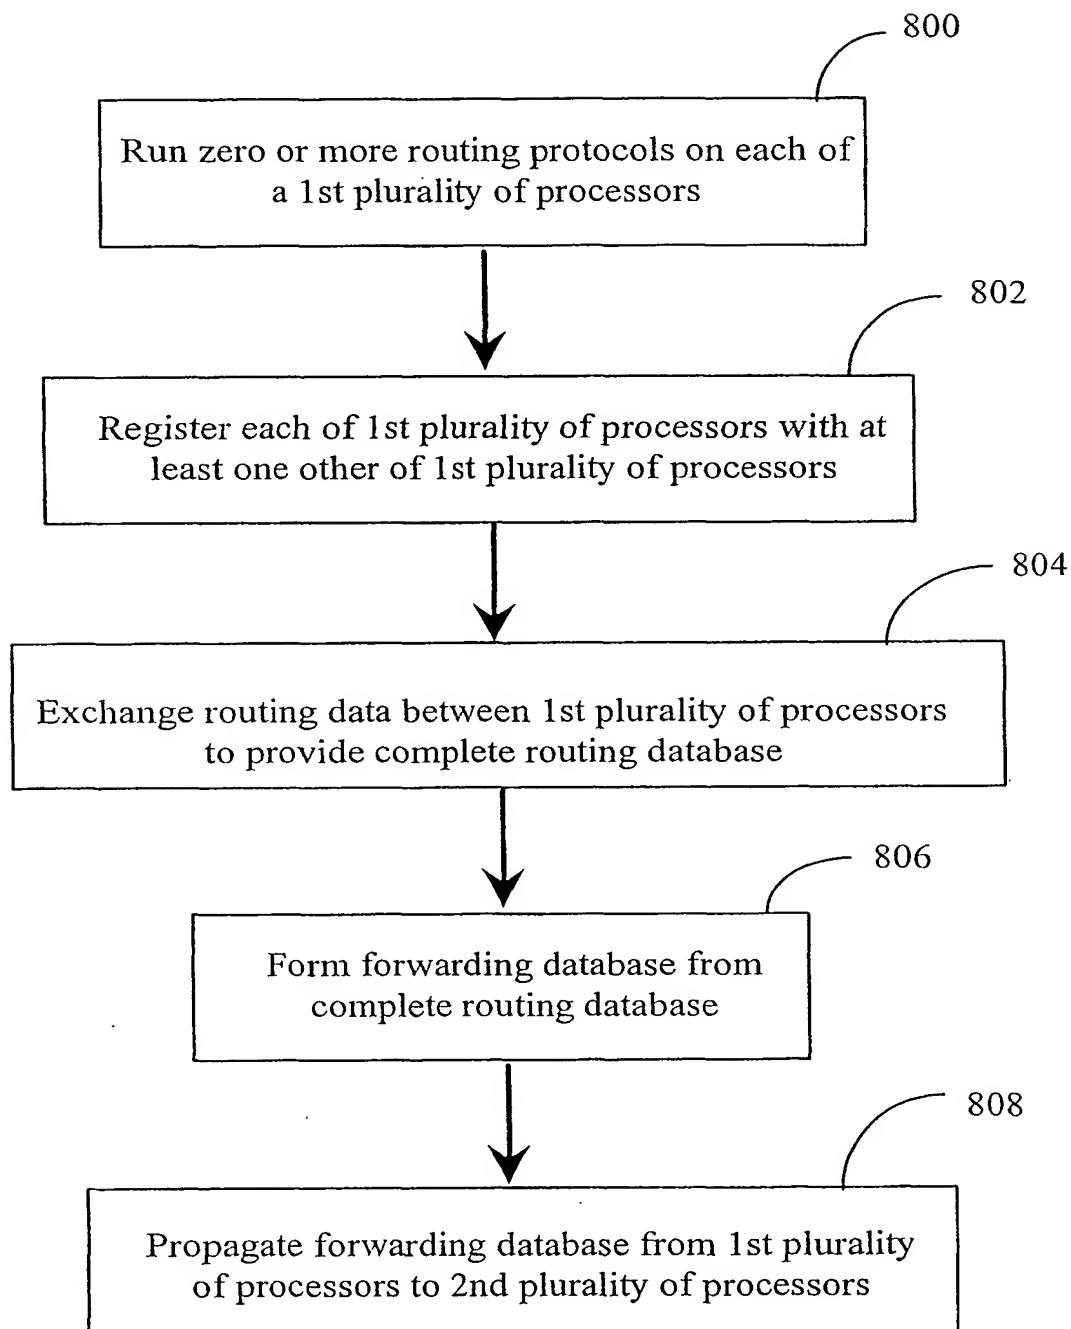 800
Run zero or more routing protocols on each of
a 1st plurality of processors
802
Register each of 1st plurality of processors with at
least one other of 1st plurality of processors
804
Exchange routing data between 1st plurality of processors
to provide complete routing database
806
Form forwarding database from
complete routing database
808
Propagate forwarding database from 1st plurality
of processors to 2nd plurality of processors